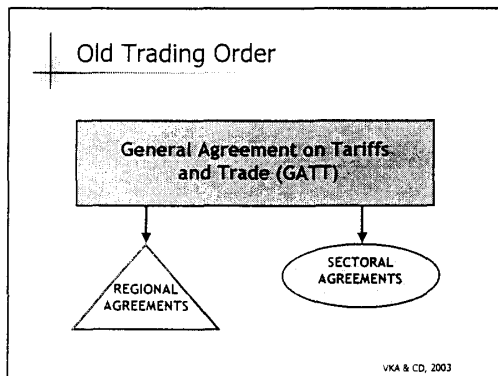 Old Trading Order
General Agreement on Tariffs
and Trade (GATT)
REGIONAL
AGREEMENTS
SECTORAL
AGREEMENTS
VKA & CD, 2003